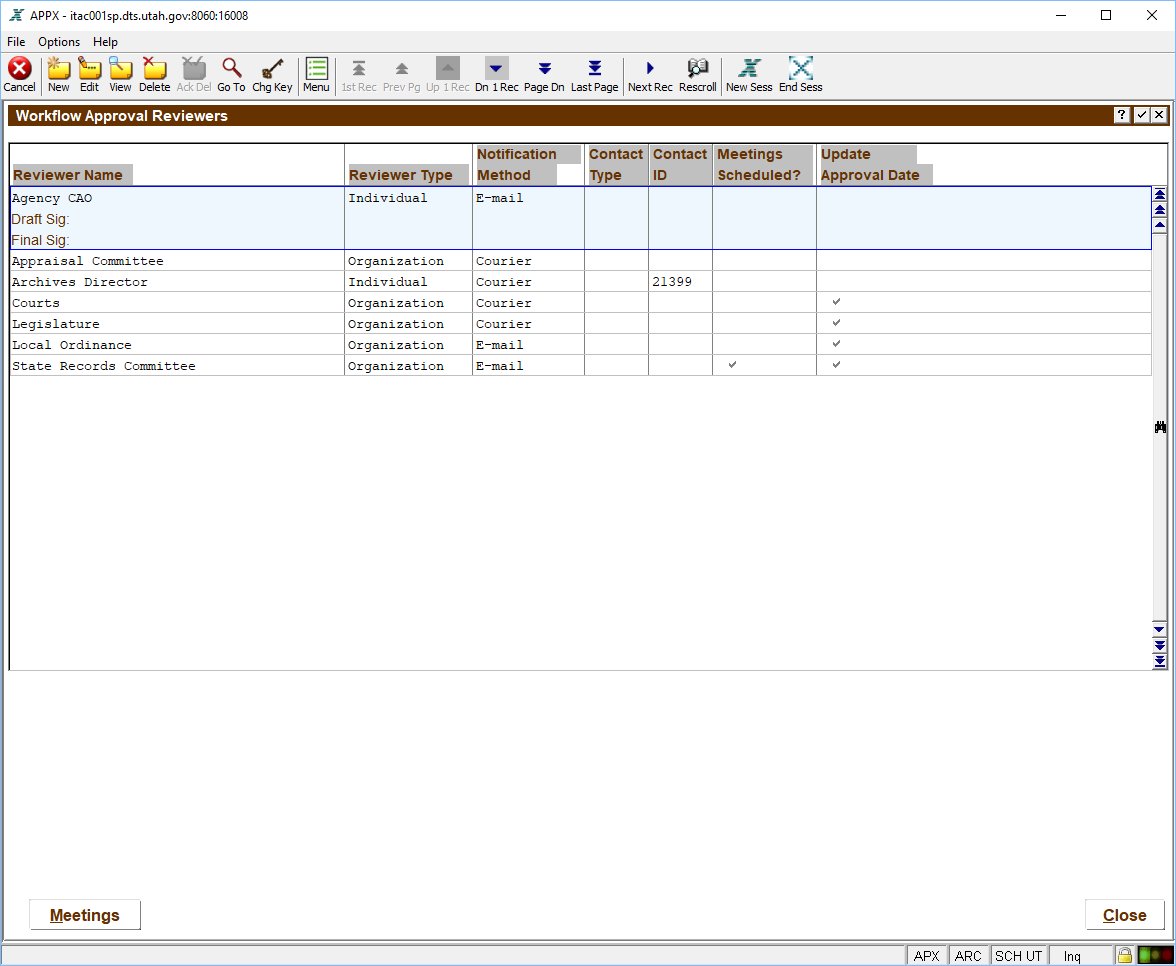 APPX - itac001sp.dts.utah.gov:8060:16008
File Options Help
Cancel New Edit View Delete Ack Del Go To Chg Key Menu 1st Rec Prev Pg Up 1 Rec Dn 1 Rec Page Dn Last Page Next Rec Rescroll New Sess End Sess
Workflow Approval Reviewers
Notification Contact Contact Meetings Update
Reviewer Name Reviewer Type Method Type ID Scheduled? Approval Date
Agency CAO Individual E-mail
Draft Sig:
Final Sig:
Appraisal Committee Organization Courier
Archives Director Individual Courier 21399
Courts Organization Courier ✓
Legislature Organization Courier ✓
Local Ordinance Organization E-mail ✓
State Records Committee Organization E-mail ✓ ✓
Meetings Close
APX ARC SCH UT Inq